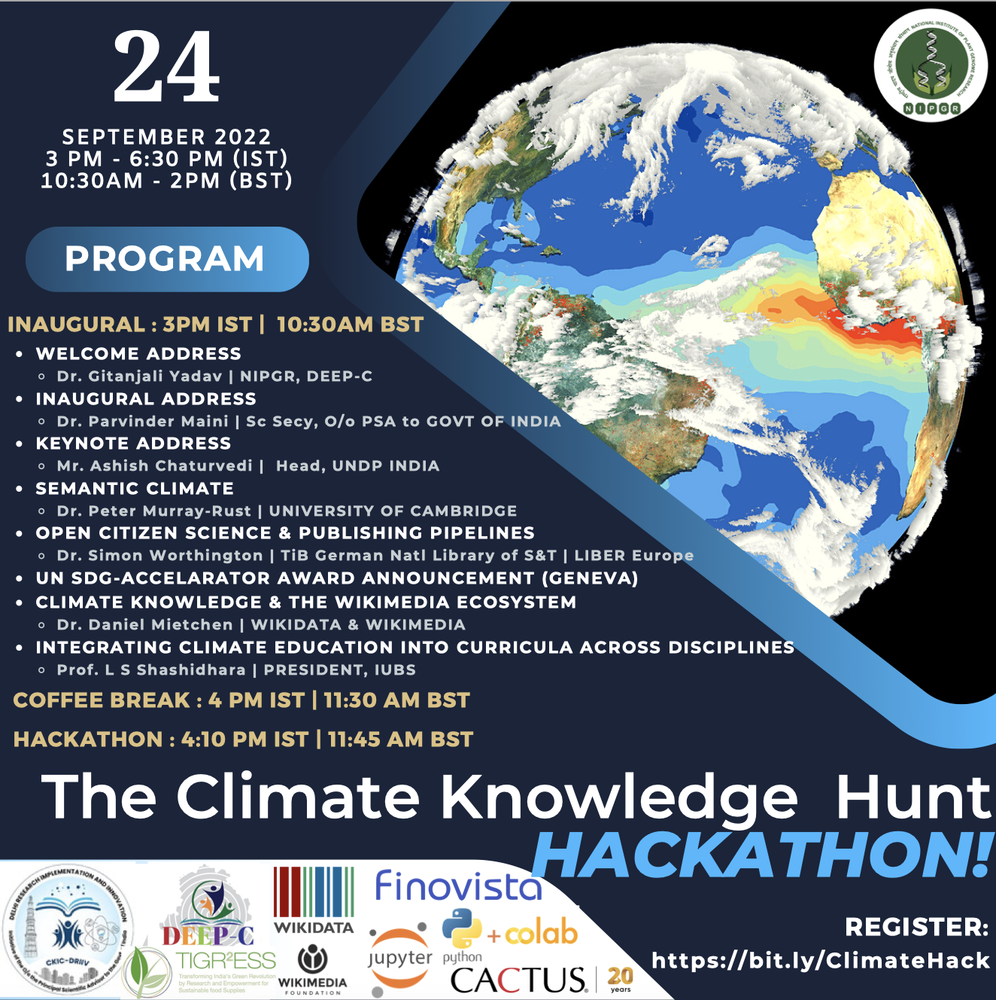 24
SEPTEMBER 2022
3 PM - 6:30 PM (IST)
10:30AM - 2PM (BST)
NATIONAL INSTITUTE OF PLANT GENOME RESEARCH
NIPGR
PROGRAM
INAUGURAL : 3PM IST | 10:30AM BST
• WELCOME ADDRESS
◦ Dr. Gitanjali Yadav | NIPGR, DEEP-C
• INAUGURAL ADDRESS
◦ Dr. Parvinder Maini | Sc Secy, O/o PSA to GOVT OF INDIA
• KEYNOTE ADDRESS
◦ Mr. Ashish Chaturvedi | Head, UNDP INDIA
• SEMANTIC CLIMATE
◦ Dr. Peter Murray-Rust | UNIVERSITY OF CAMBRIDGE
• OPEN CITIZEN SCIENCE & PUBLISHING PIPELINES
◦ Dr. Simon Worthington | TiB German Natl Library of S&T | LIBER Europe
• UN SDG-ACCELARATOR AWARD ANNOUNCEMENT (GENEVA)
• CLIMATE KNOWLEDGE & THE WIKIMEDIA ECOSYSTEM
◦ Dr. Daniel Mietchen | WIKIDATA & WIKIMEDIA
• INTEGRATING CLIMATE EDUCATION INTO CURRICULA ACROSS DISCIPLINES
◦ Prof. L S Shashidhara | PRESIDENT, IUBS
COFFEE BREAK : 4 PM IST | 11:30 AM BST
HACKATHON : 4:10 PM IST | 11:45 AM BST
The Climate Knowledge Hunt
HACKATHON!
DELHI RESEARCH IMPLEMENTATION AND INNOVATION
CKIC-DRIIV
DEEP-C
TIGR²ESS
Transforming India's Green Revolution
by Research and Empowerment for
Sustainable food Supplies
WIKIDATA
WIKIMEDIA
FOUNDATION
Finovista
jupyter
python
+ colab
CACTUS. | 20
years
REGISTER:
https://bit.ly/ClimateHack